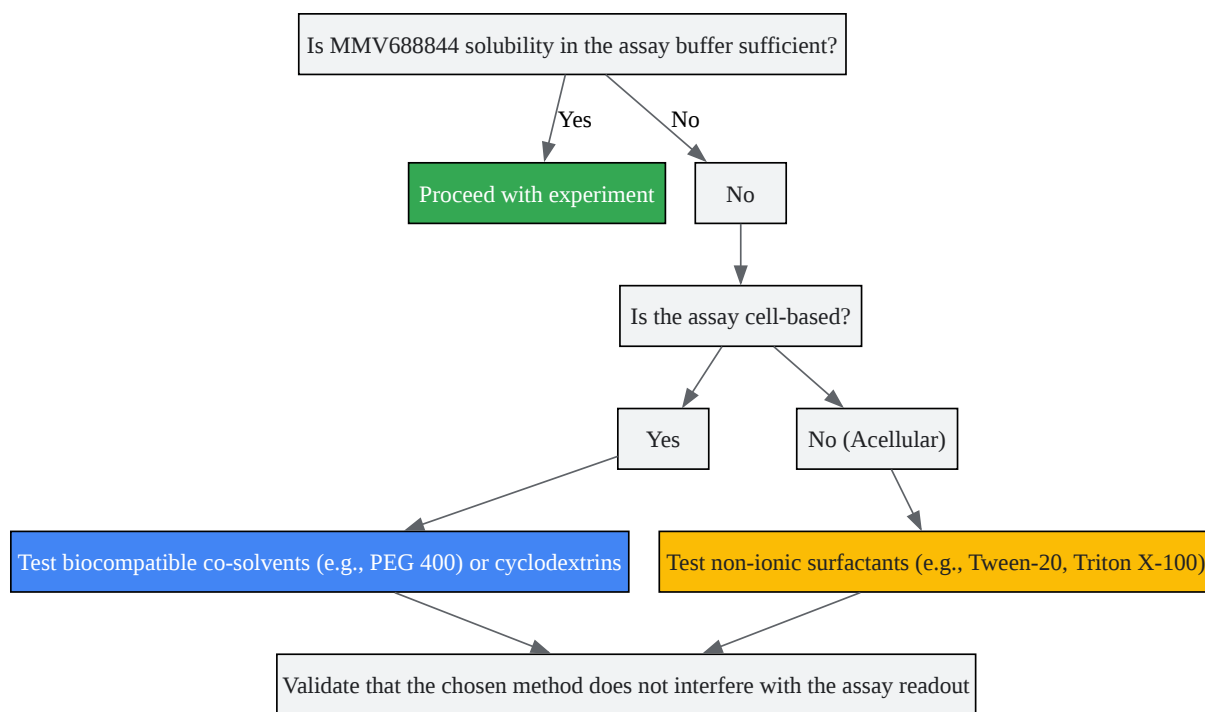 Is MMV688844 solubility in the assay buffer sufficient?
Yes
No
Proceed with experiment
No
Is the assay cell-based?
Yes
No (Acellular)
Test biocompatible co-solvents (e.g., PEG 400) or cyclodextrins
Test non-ionic surfactants (e.g., Tween-20, Triton X-100)
Validate that the chosen method does not interfere with the assay readout